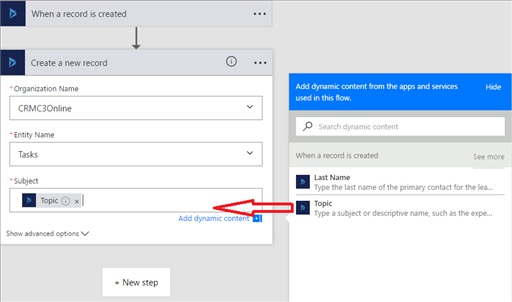 When a record is created
Create a new record
* Organization Name
CRMC3Online
* Entity Name
Tasks
* Subject
Topic
Add dynamic content
Show advanced options
+ New step
Add dynamic content from the apps and services
used in this flow.
Hide
Search dynamic content
When a record is created
See more
Last Name
Type the last name of the primary contact for the lea...
Topic
Type a subject or descriptive name, such as the expe...